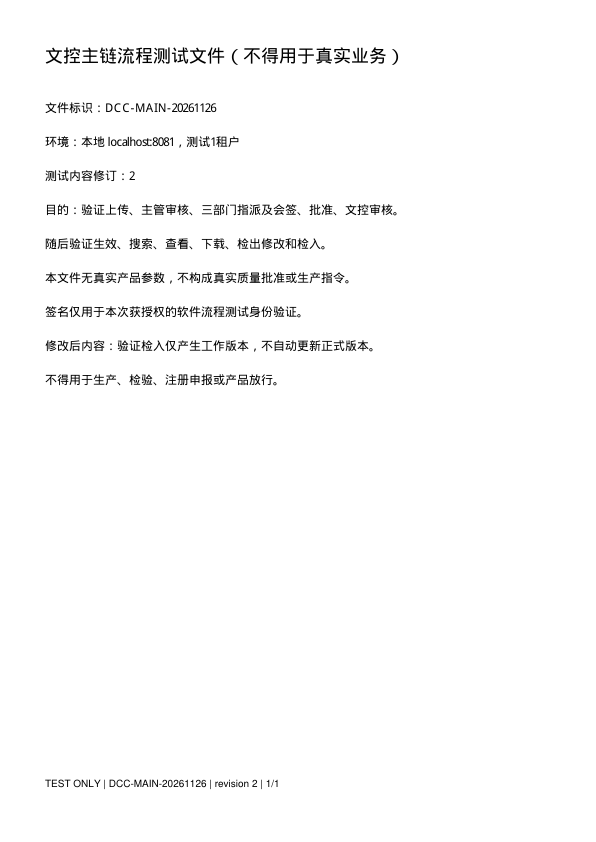 文控主链流程测试文件（不得用于真实业务）
文件标识：DCC-MAIN-20261126
环境：本地 localhost:8081，测试1租户
测试内容修订：2
目的：验证上传、主管审核、三部门指派及会签、批准、文控审核。
随后验证生效、搜索、查看、下载、检出修改和检入。
本文件无真实产品参数，不构成真实质量批准或生产指令。
签名仅用于本次获授权的软件流程测试身份验证。
修改后内容：验证检入仅产生工作版本，不自动更新正式版本。
不得用于生产、检验、注册申报或产品放行。
TEST ONLY | DCC-MAIN-20261126 | revision 2 | 1/1